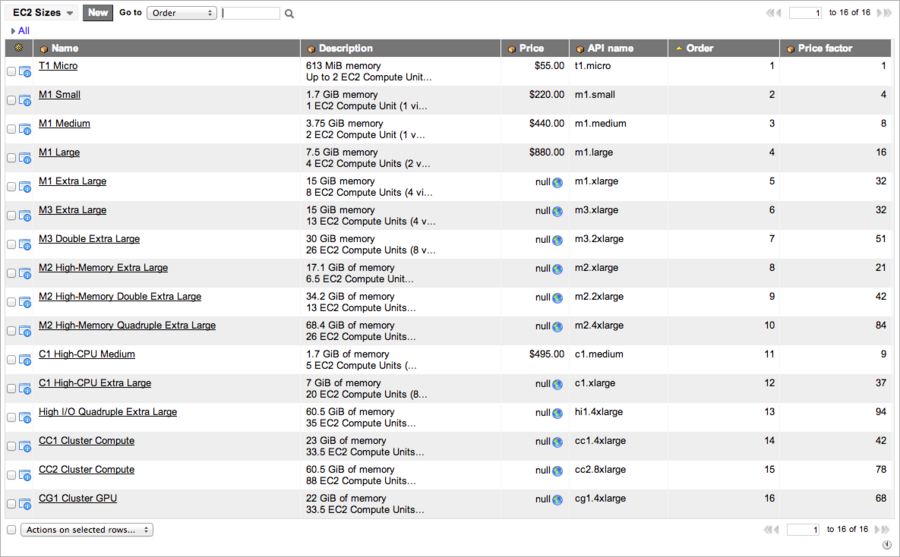 EC2 Sizes New Go to Order 1 to 16 of 16
All
Name Description Price API name Order Price factor
T1 Micro 613 MiB memory $55.00 t1.micro 1 1
Up to 2 EC2 Compute Unit...
M1 Small 1.7 GiB memory $220.00 m1.small 2 4
1 EC2 Compute Unit (1 vi...
M1 Medium 3.75 GiB memory $440.00 m1.medium 3 8
2 EC2 Compute Unit (1 v...
M1 Large 7.5 GiB memory $880.00 m1.large 4 16
4 EC2 Compute Units (2 v...
M1 Extra Large 15 GiB memory null m1.xlarge 5 32
8 EC2 Compute Units (4 vi...
M3 Extra Large 15 GiB memory null m3.xlarge 6 32
13 EC2 Compute Units (4 v...
M3 Double Extra Large 30 GiB memory null m3.2xlarge 7 51
26 EC2 Compute Units (8 v...
M2 High-Memory Extra Large 17.1 GiB of memory null m2.xlarge 8 21
6.5 EC2 Compute Unit...
M2 High-Memory Double Extra Large 34.2 GiB of memory null m2.2xlarge 9 42
13 EC2 Compute Units...
M2 High-Memory Quadruple Extra Large 68.4 GiB of memory null m2.4xlarge 10 84
26 EC2 Compute Units...
C1 High-CPU Medium 1.7 GiB of memory $495.00 c1.medium 11 9
5 EC2 Compute Units (...
C1 High-CPU Extra Large 7 GiB of memory null c1.xlarge 12 37
20 EC2 Compute Units (8...
High I/O Quadruple Extra Large 60.5 GiB of memory null hi1.4xlarge 13 94
35 EC2 Compute Units...
CC1 Cluster Compute 23 GiB of memory null cc1.4xlarge 14 42
33.5 EC2 Compute Units...
CC2 Cluster Compute 60.5 GiB of memory null cc2.8xlarge 15 78
88 EC2 Compute Units...
CG1 Cluster GPU 22 GiB of memory null cg1.4xlarge 16 68
33.5 EC2 Compute Units...
Actions on selected rows... 1 to 16 of 16